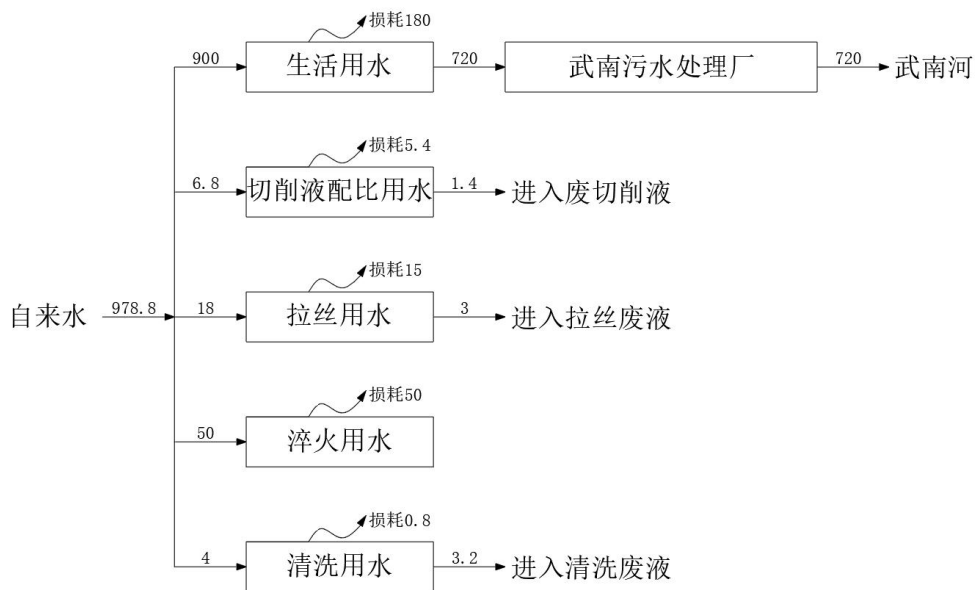 损耗180
900
生活用水
720
武南污水处理厂
720
武南河
损耗5.4
6.8
切削液配比用水
1.4
进入废切削液
损耗15
自来水
978.8
18
拉丝用水
3
进入拉丝废液
损耗50
50
淬火用水
损耗0.8
4
清洗用水
3.2
进入清洗废液